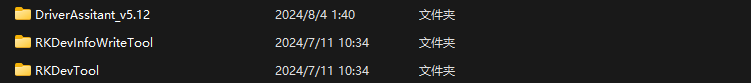 DriverAssitant_v5.12 2024/8/4 1:40 文件夹
RKDevInfoWriteTool 2024/7/11 10:34 文件夹
RKDevTool 2024/7/11 10:34 文件夹